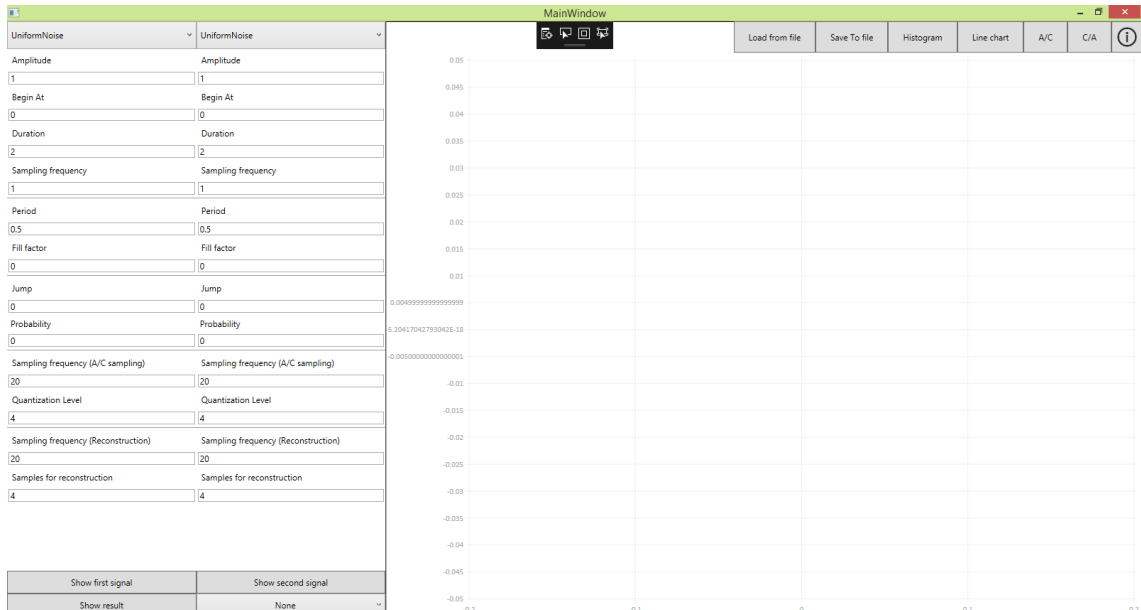 MainWindow
UniformNoise UniformNoise
Load from file Save To file Histogram Line chart A/C C/A
Amplitude Amplitude
1 1
Begin At Begin At
0 0
Duration Duration
2 2
Sampling frequency Sampling frequency
1 1
Period Period
0.5 0.5
Fill factor Fill factor
0 0
Jump Jump
0 0
Probability Probability
0 0
Sampling frequency (A/C sampling) Sampling frequency (A/C sampling)
20 20
Quantization Level Quantization Level
4 4
Sampling frequency (Reconstruction) Sampling frequency (Reconstruction)
20 20
Samples for reconstruction Samples for reconstruction
4 4
Show first signal Show second signal
Show result None
0.05
0.045
0.04
0.035
0.03
0.025
0.02
0.015
0.01
0.00499999999999999
-5.20417042793042E-18
-0.00500000000000001
-0.01
-0.015
-0.02
-0.025
-0.03
-0.035
-0.04
-0.045
-0.05